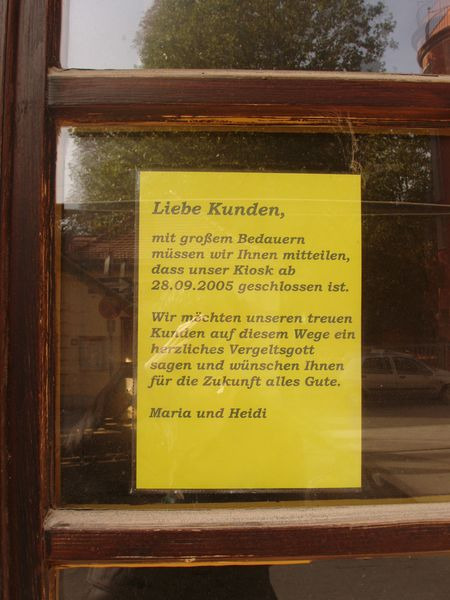 Liebe Kunden,
mit großem Bedauern
müssen wir Ihnen mitteilen,
dass unser Kiosk ab
28.09.2005 geschlossen ist.
Wir möchten unseren treuen
Kunden auf diesem Wege ein
herzliches Vergeltsgott
sagen und wünschen Ihnen
für die Zukunft alles Gute.
Maria und Heidi